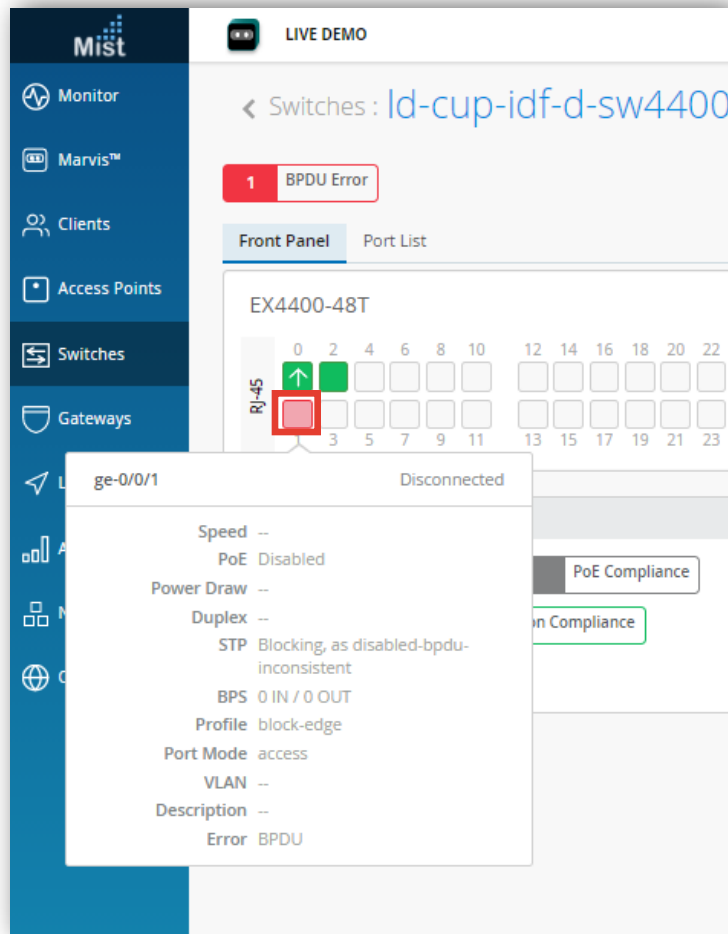 Mist
LIVE DEMO
Monitor
Marvis™
Clients
Access Points
Switches
Gateways
L
A
N
< Switches : ld-cup-idf-d-sw4400
1 BPDU Error
Front Panel Port List
EX4400-48T
0 2 4 6 8 10 12 14 16 18 20 22
RJ-45
3 5 7 9 11 13 15 17 19 21 23
ge-0/0/1 Disconnected
Speed --
PoE Disabled
Power Draw --
Duplex --
STP Blocking, as disabled-bpdu-
inconsistent
BPS 0 IN / 0 OUT
Profile block-edge
Port Mode access
VLAN --
Description --
Error BPDU
PoE Compliance
on Compliance